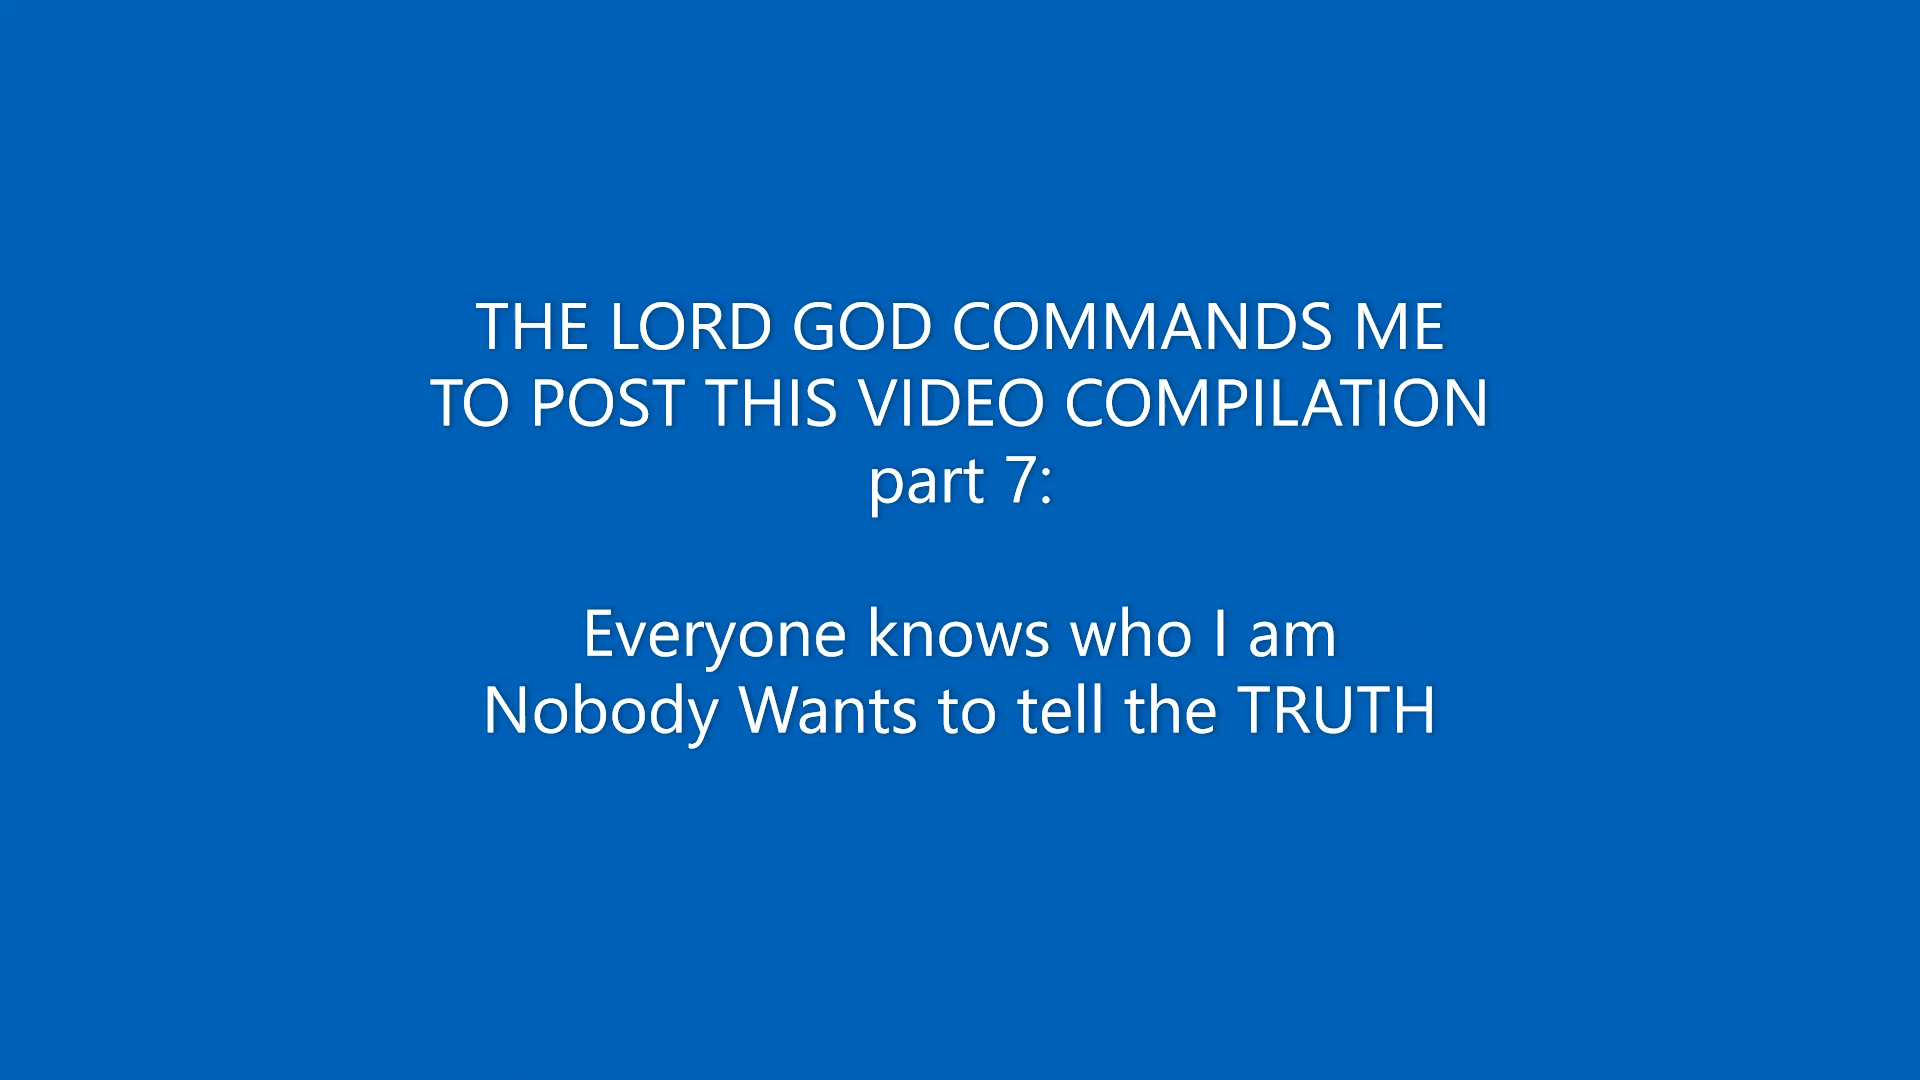 THE LORD GOD COMMANDS ME
TO POST THIS VIDEO COMPILATION
part 7:
Everyone knows who I am
Nobody Wants to tell the TRUTH